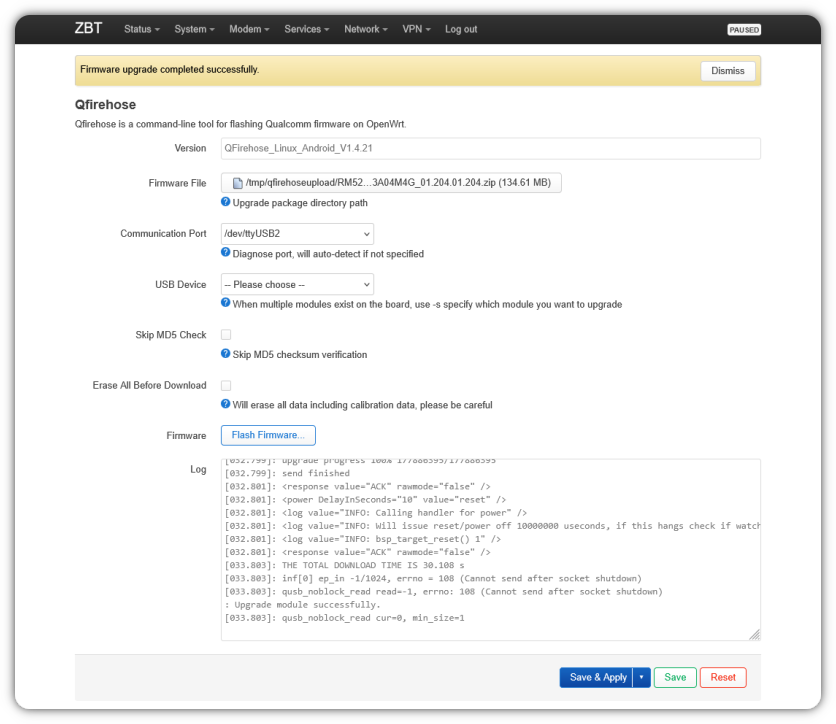 ZBT Status System Modem Services Network VPN Log out PAUSED
Firmware upgrade completed successfully. Dismiss
Qfirehose
Qfirehose is a command-line tool for flashing Qualcomm firmware on OpenWrt.
Version QFirehose_Linux_Android_V1.4.21
Firmware File /tmp/qfirehoseupload/RM52...3A04M4G_01.204.01.204.zip (134.61 MB)
Upgrade package directory path
Communication Port /dev/ttyUSB2
Diagnose port, will auto-detect if not specified
USB Device -- Please choose --
When multiple modules exist on the board, use -s specify which module you want to upgrade
Skip MD5 Check
Skip MD5 checksum verification
Erase All Before Download
Will erase all data including calibration data, please be careful
Firmware Flash Firmware...
Log
[032.799]: upgrade progress 100% 177886395/177886395
[032.799]: send finished
[032.801]: <response value="ACK" rawmode="false" />
[032.801]: <power DelayInSeconds="10" value="reset" />
[032.801]: <log value="INFO: Calling handler for power" />
[032.801]: <log value="INFO: Will issue reset/power off 10000000 useconds, if this hangs check if watch
[032.801]: <log value="INFO: bsp_target_reset() 1" />
[032.801]: <response value="ACK" rawmode="false" />
[033.803]: THE TOTAL DOWNLOAD TIME IS 30.108 s
[033.803]: inf[0] ep_in -1/1024, errno = 108 (Cannot send after socket shutdown)
[033.803]: qusb_noblock_read read=-1, errno: 108 (Cannot send after socket shutdown)
: Upgrade module successfully.
[033.803]: qusb_noblock_read cur=0, min_size=1
Save & Apply Save Reset